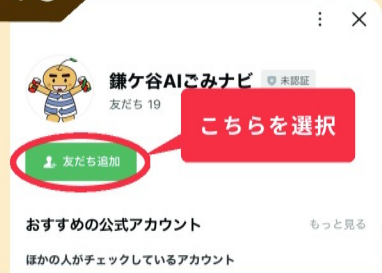 鎌ケ谷AIごみナビ 未認証
友だち 19
こちらを選択
友だち追加
おすすめの公式アカウント もっと見る
ほかの人がチェックしているアカウント